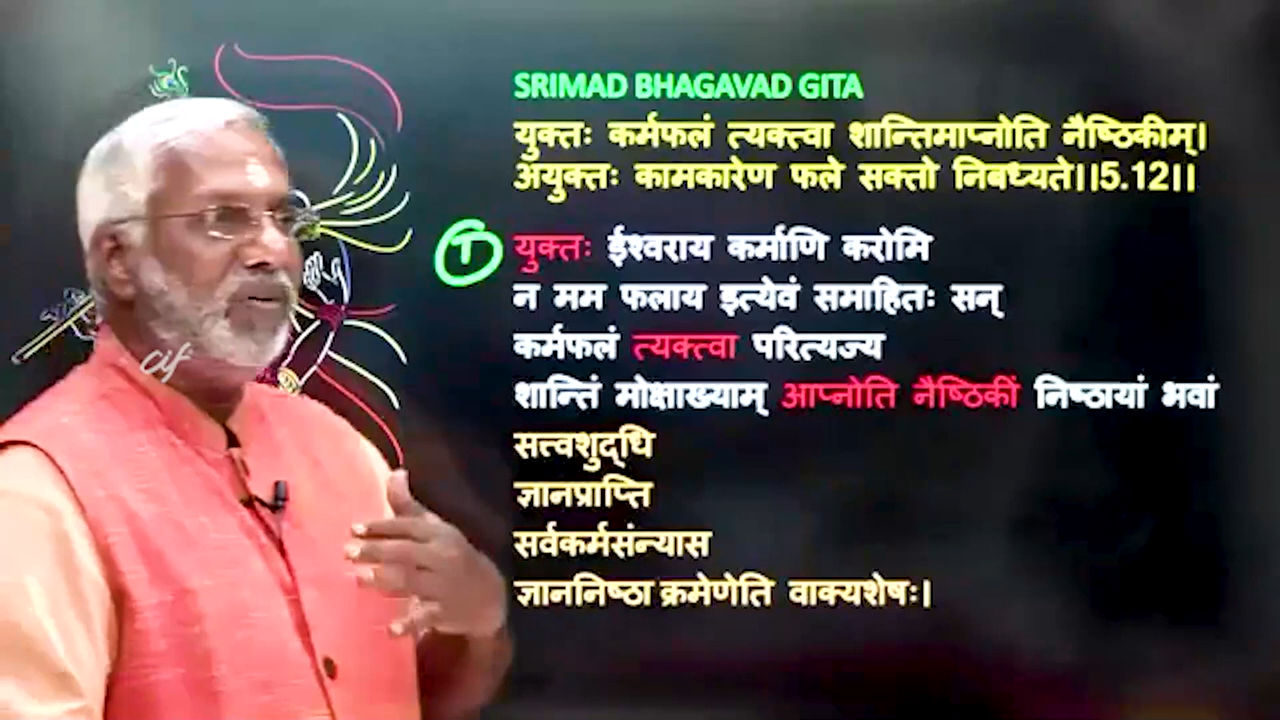 SRIMAD BHAGAVAD GITA
युक्तः कर्मफलं त्यक्त्वा शान्तिमाप्नोति नैष्ठिकीम्।
अयुक्तः कामकारेण फले सक्तो निबध्यते।।5.12।।
1 युक्तः ईश्वराय कर्माणि करोमि
न मम फलाय इत्येवं समाहितः सन्
कर्मफलं त्यक्त्वा परित्यज्य
शान्तिं मोक्षाख्याम् आप्नोति नैष्ठिकीं निष्ठायां भवां
सत्त्वशुद्धि
ज्ञानप्राप्ति
सर्वकर्मसंन्यास
ज्ञाननिष्ठा क्रमेणेति वाक्यशेषः।
cif